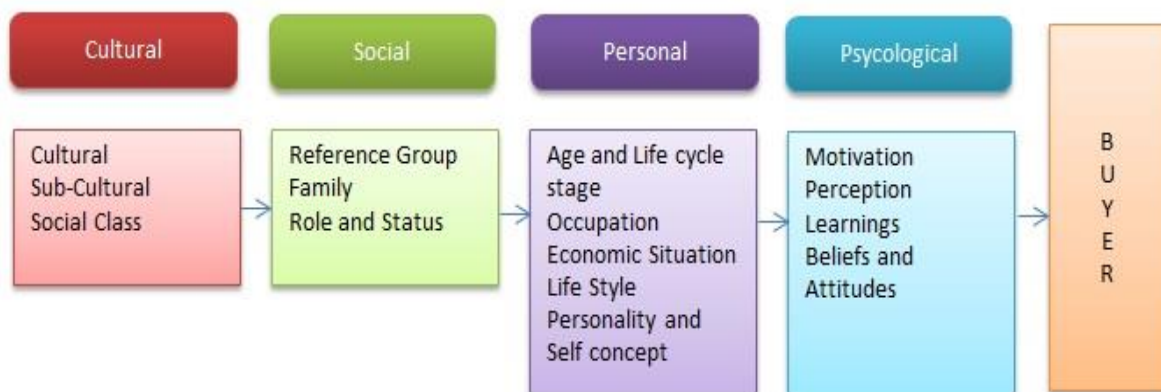 Cultural
Social
Personal
Psycological
Cultural
Sub-Cultural
Social Class
Reference Group
Family
Role and Status
Age and Life cycle
stage
Occupation
Economic Situation
Life Style
Personality and
Self concept
Motivation
Perception
Learnings
Beliefs and
Attitudes
B
U
Y
E
R